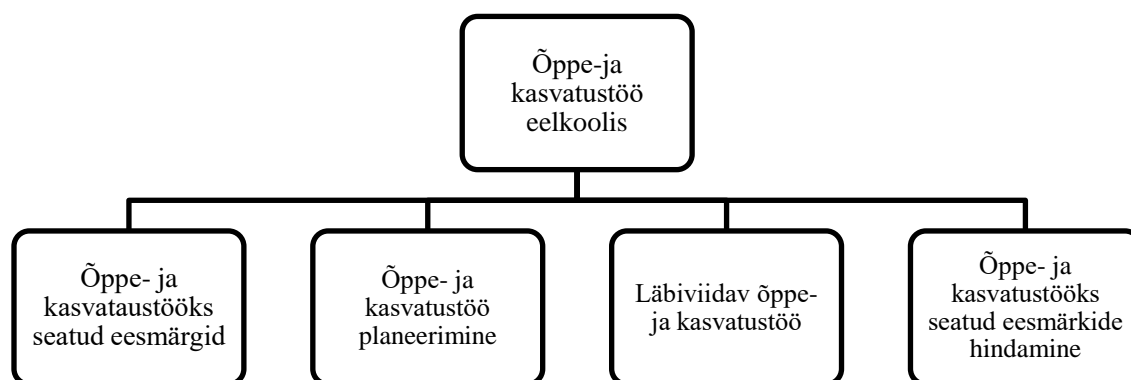 Õppe-ja
kasvatustöö
eelkoolis
Õppe- ja
kasvataustööks
seatud eesmärgid
Õppe- ja
kasvatustöö
planeerimine
Läbiviidav õppe-
ja kasvatustöö
Õppe- ja
kasvatustööks
seatud eesmärkide
hindamine